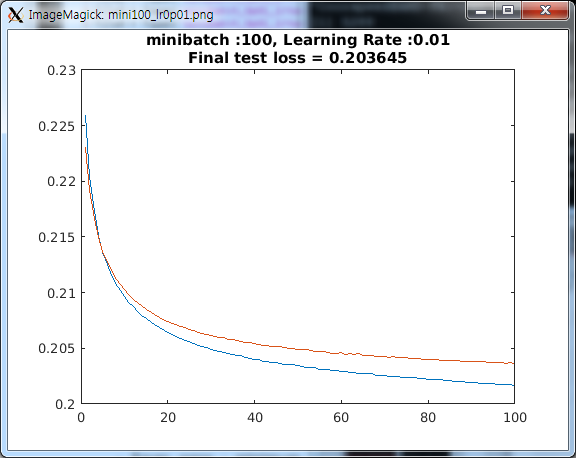 ImageMagick: mini100_lr0p01.png
minibatch :100, Learning Rate :0.01
Final test loss = 0.203645
0.23
0.225
0.22
0.215
0.21
0.205
0.2
0 20 40 60 80 100